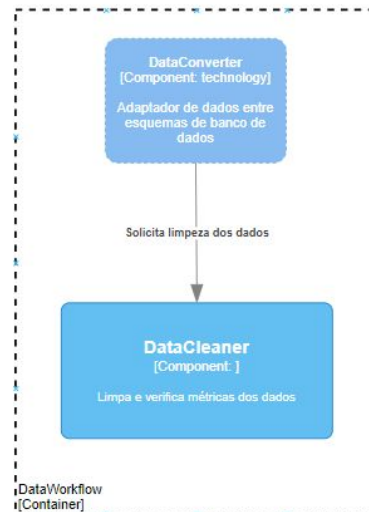 DataConverter
[Component: technology]
Adaptador de dados entre
esquemas de banco de
dados
Solicita limpeza dos dados
DataCleaner
[Component: ]
Limpa e verifica métricas dos dados
DataWorkflow
[Container]